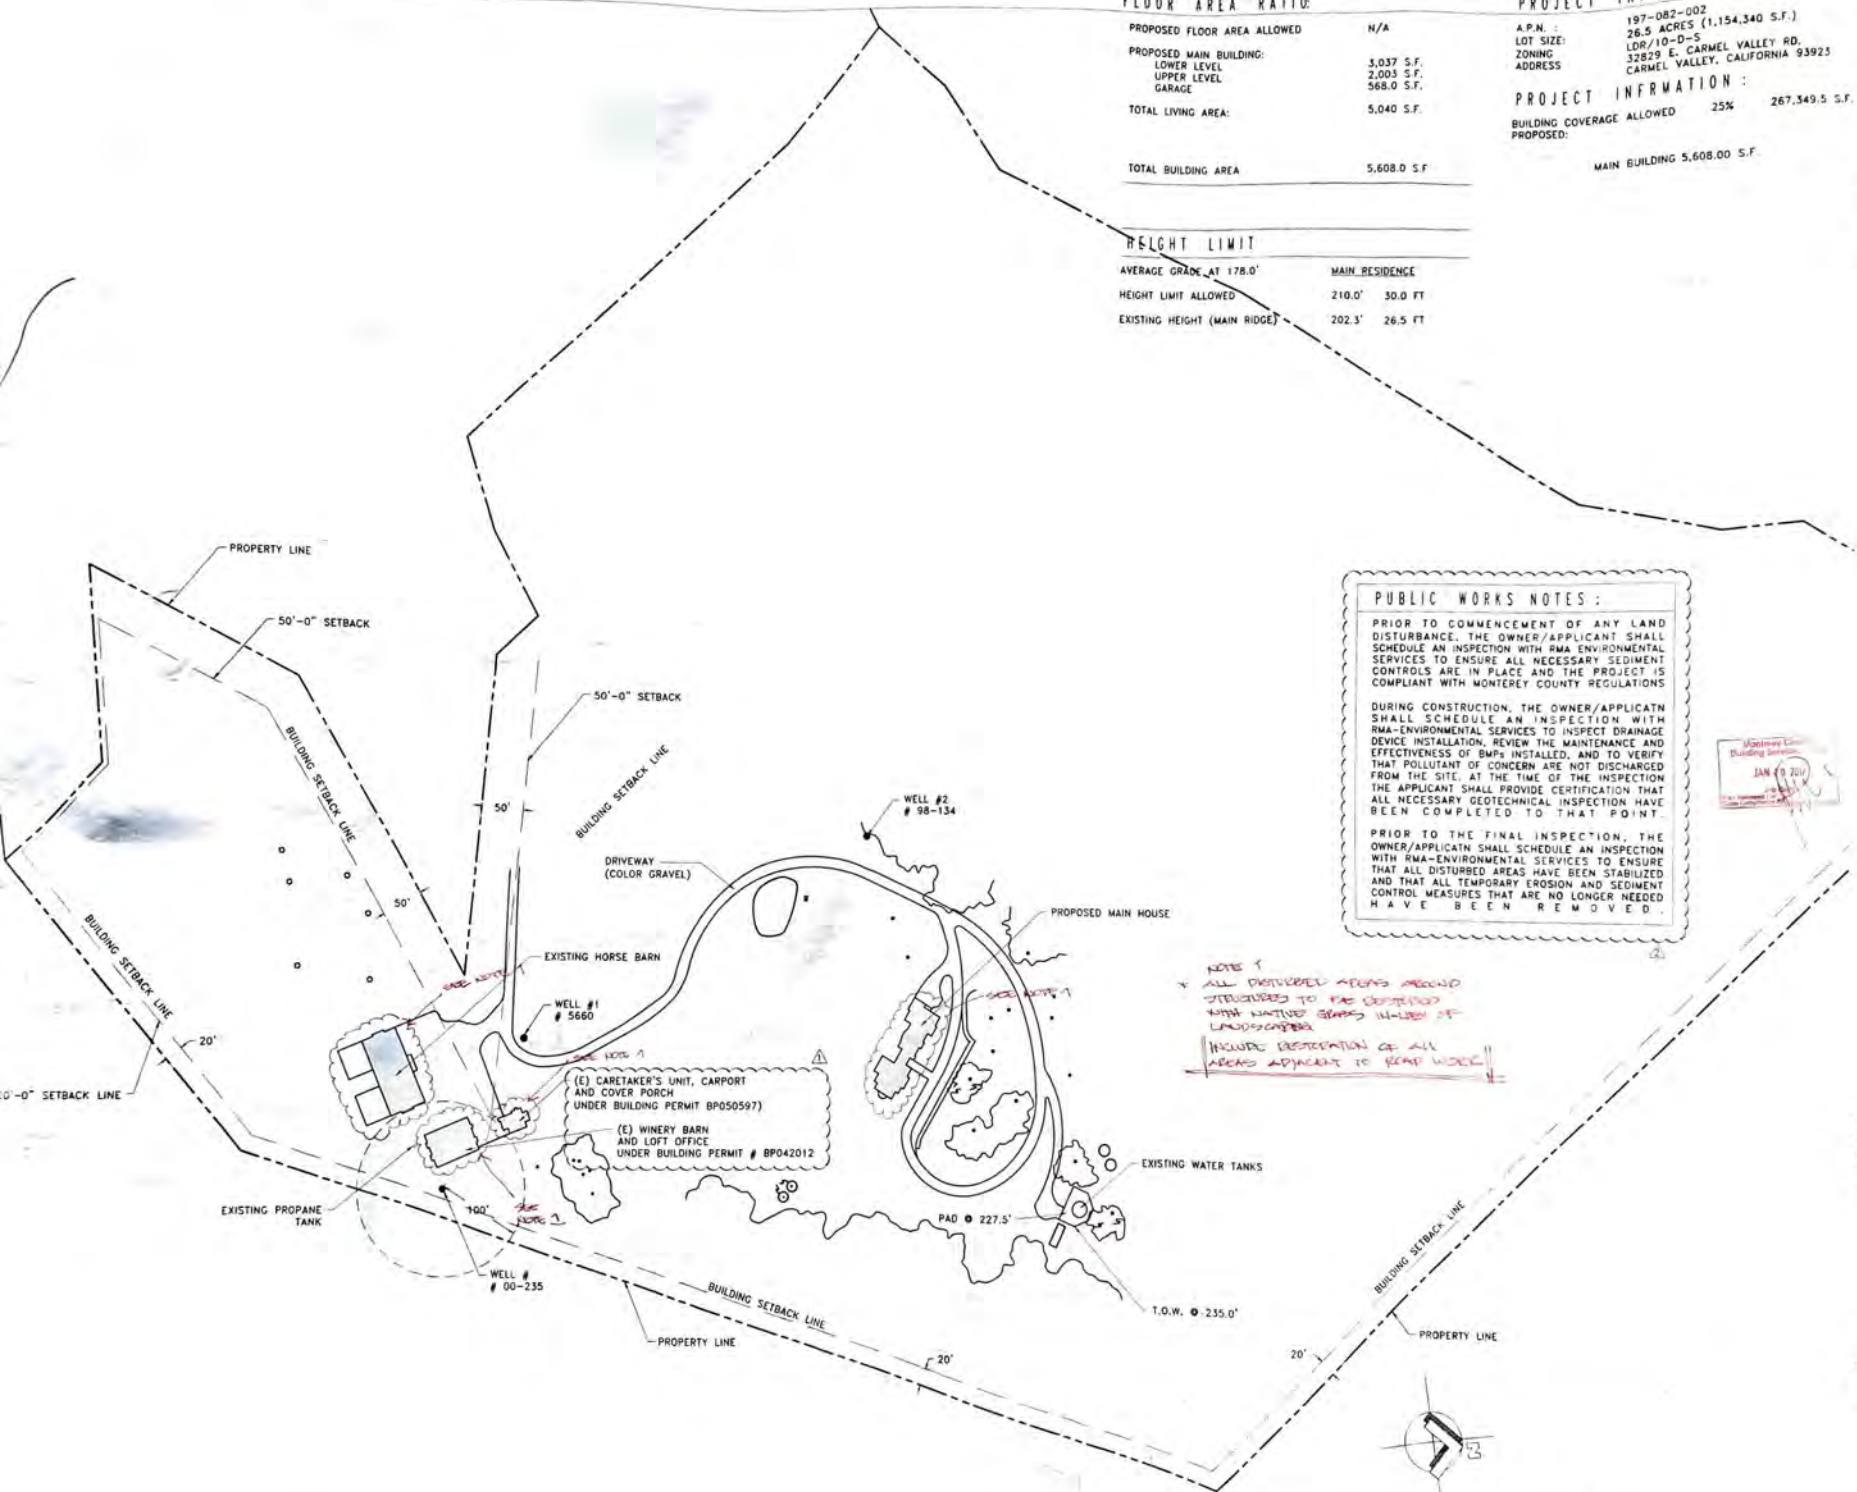 FLOOR AREA RATIO:
PROPOSED FLOOR AREA ALLOWED N/A
PROPOSED MAIN BUILDING:
LOWER LEVEL 3,037 S.F.
UPPER LEVEL 2,003 S.F.
GARAGE 568.0 S.F.
TOTAL LIVING AREA: 5,040 S.F.
TOTAL BUILDING AREA 5,608.0 S.F
PROJECT
A.P.N. : 197-082-002
LOT SIZE: 26.5 ACRES (1,154,340 S.F.)
ZONING LDR/10-D-S
ADDRESS 32829 E. CARMEL VALLEY RD.
CARMEL VALLEY, CALIFORNIA 93923
PROJECT INFRMATION :
BUILDING COVERAGE ALLOWED 25% 267,349.5 S.F.
PROPOSED:
MAIN BUILDING 5,608.00 S.F.
HEIGHT LIMIT
AVERAGE GRADE AT 178.0' MAIN RESIDENCE
HEIGHT LIMIT ALLOWED 210.0' 30.0 FT
EXISTING HEIGHT (MAIN RIDGE) 202.3' 26.5 FT
PROPERTY LINE
50'-0" SETBACK
50'-0" SETBACK
BUILDING SETBACK LINE
BUILDING SETBACK LINE
50'
50'
PUBLIC WORKS NOTES :
PRIOR TO COMMENCEMENT OF ANY LAND
DISTURBANCE, THE OWNER/APPLICANT SHALL
SCHEDULE AN INSPECTION WITH RMA ENVIRONMENTAL
SERVICES TO ENSURE ALL NECESSARY SEDIMENT
CONTROLS ARE IN PLACE AND THE PROJECT IS
COMPLIANT WITH MONTEREY COUNTY REGULATIONS
DURING CONSTRUCTION, THE OWNER/APPLICATN
SHALL SCHEDULE AN INSPECTION WITH
RMA-ENVIRONMENTAL SERVICES TO INSPECT DRAINAGE
DEVICE INSTALLATION, REVIEW THE MAINTENANCE AND
EFFECTIVENESS OF BMPs INSTALLED, AND TO VERIFY
THAT POLLUTANT OF CONCERN ARE NOT DISCHARGED
FROM THE SITE. AT THE TIME OF THE INSPECTION
THE APPLICANT SHALL PROVIDE CERTIFICATION THAT
ALL NECESSARY GEOTECHNICAL INSPECTION HAVE
BEEN COMPLETED TO THAT POINT.
PRIOR TO THE FINAL INSPECTION, THE
OWNER/APPLICATN SHALL SCHEDULE AN INSPECTION
WITH RMA-ENVIRONMENTAL SERVICES TO ENSURE
THAT ALL DISTURBED AREAS HAVE BEEN STABILIZED
AND THAT ALL TEMPORARY EROSION AND SEDIMENT
CONTROL MEASURES THAT ARE NO LONGER NEEDED
HAVE BEEN REMOVED.
2
Building Services
JAN
WELL #2
# 98-134
DRIVEWAY
(COLOR GRAVEL)
PROPOSED MAIN HOUSE
BUILDING SETBACK LINE
EXISTING HORSE BARN
SEE NOTE 1
WELL #1
# 5660
SEE NOTE 1
NOTE 1
* ALL DISTURBED AREAS AROUND
STRUCTURES TO BE RESTORED
WITH NATIVE GRASS IN-LIEU OF
LANDSCAPING
INCLUDE RESTORATION OF ALL
AREAS ADJACENT TO ROAD WORK
20'
SEE NOTE 1
1
(E) CARETAKER'S UNIT, CARPORT
AND COVER PORCH
UNDER BUILDING PERMIT BP050597)
(E) WINERY BARN
AND LOFT OFFICE
UNDER BUILDING PERMIT # BP042012
0'-0" SETBACK LINE
EXISTING WATER TANKS
EXISTING PROPANE
TANK
100'
SEE
NOTE 1
PAD @ 227.5'
WELL #
# 00-235
BUILDING SETBACK LINE
T.O.W. @ 235.0'
BUILDING SETBACK LINE
PROPERTY LINE
PROPERTY LINE
20'
20'